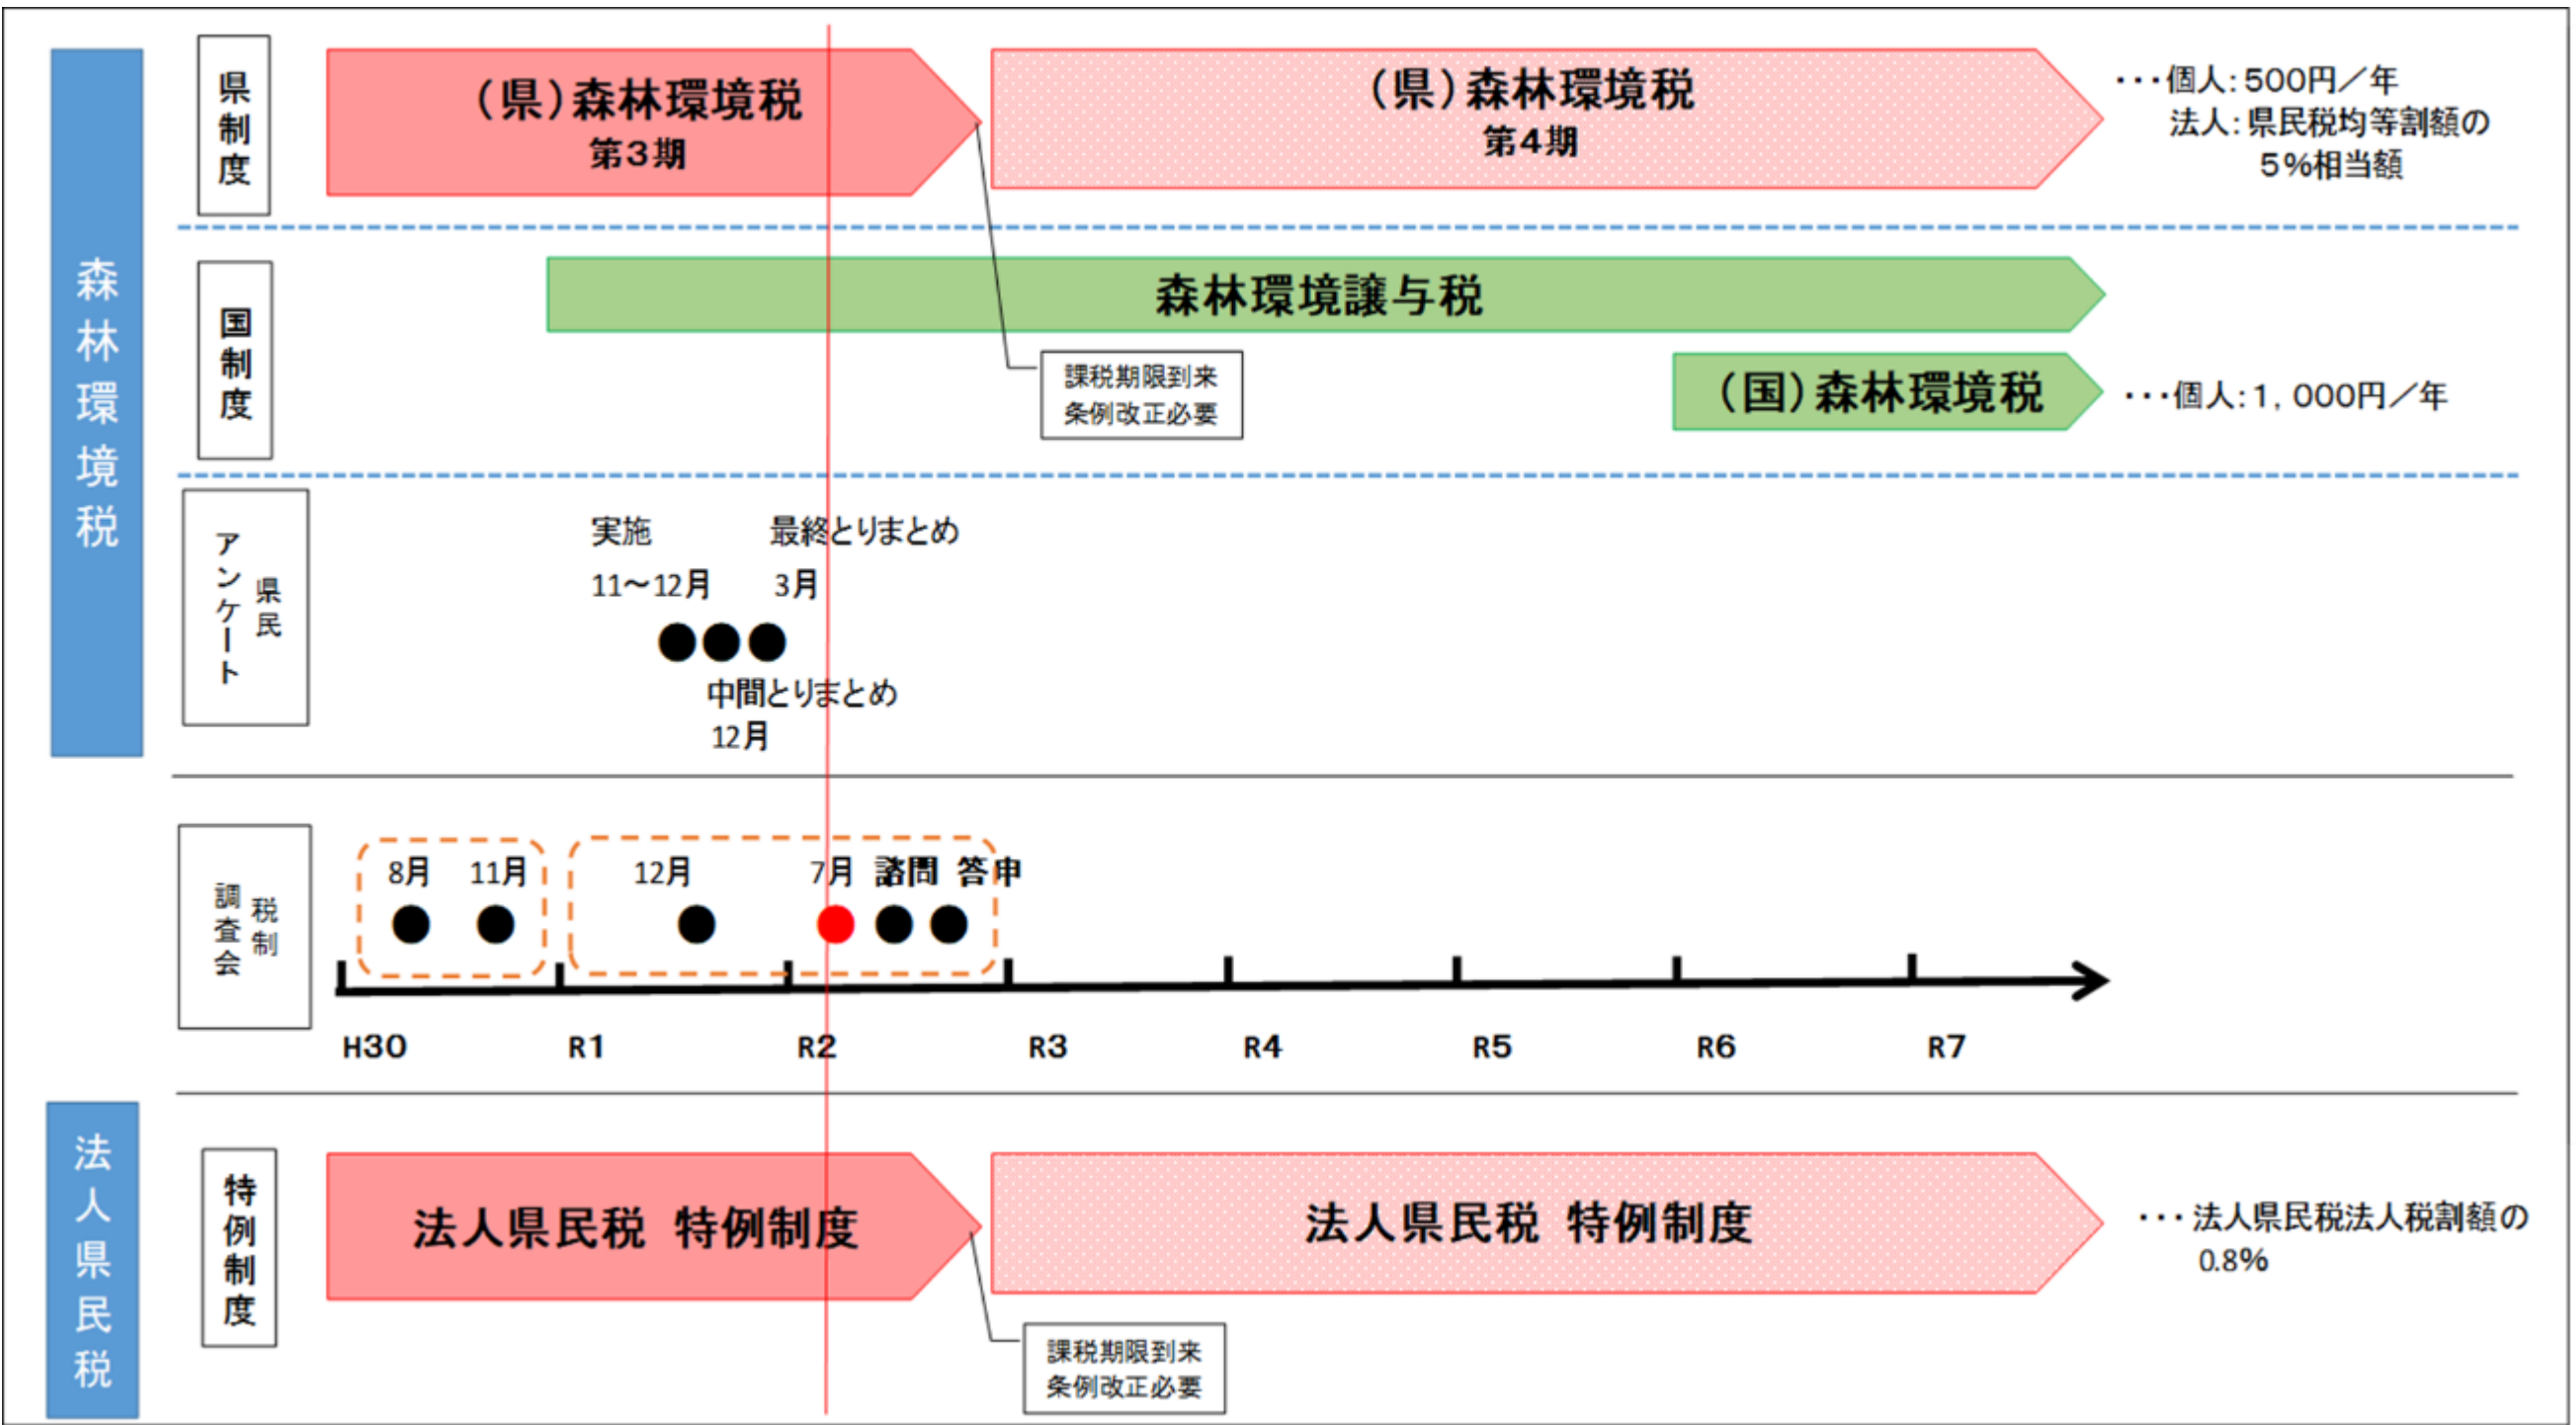 森林環境税
県制度
（県）森林環境税
第３期
（県）森林環境税
第４期
・・・個人：５００円／年
法人：県民税均等割額の
５％相当額
国制度
森林環境譲与税
課税期限到来
条例改正必要
（国）森林環境税
・・・個人：１，０００円／年
県民
アンケート
実施
最終とりまとめ
11～12月
3月
中間とりまとめ
12月
税制
調査会
8月
11月
12月
7月
諮問
答申
H30
R1
R2
R3
R4
R5
R6
R7
法人県民税
特例制度
法人県民税 特例制度
法人県民税 特例制度
・・・法人県民税法人税割額の
0.8%
課税期限到来
条例改正必要